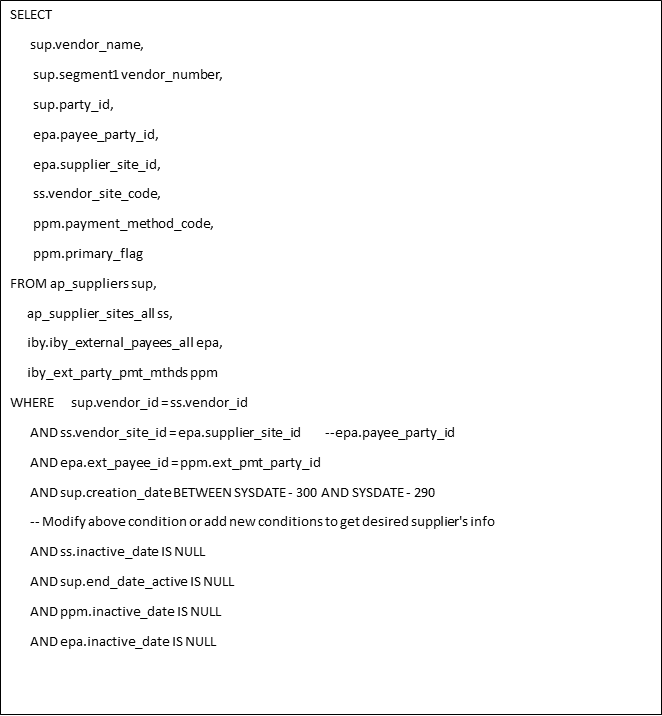 SELECT
sup.vendor_name,
sup.segment1 vendor_number,
sup.party_id,
epa.payee_party_id,
epa.supplier_site_id,
ss.vendor_site_code,
ppm.payment_method_code,
ppm.primary_flag
FROM ap_suppliers sup,
ap_supplier_sites_all ss,
iby.iby_external_payees_all epa,
iby_ext_party_pmt_mthds ppm
WHERE sup.vendor_id = ss.vendor_id
AND ss.vendor_site_id = epa.supplier_site_id --epa.payee_party_id
AND epa.ext_payee_id = ppm.ext_pmt_party_id
AND sup.creation_date BETWEEN SYSDATE - 300 AND SYSDATE - 290
-- Modify above condition or add new conditions to get desired supplier's info
AND ss.inactive_date IS NULL
AND sup.end_date_active IS NULL
AND ppm.inactive_date IS NULL
AND epa.inactive_date IS NULL